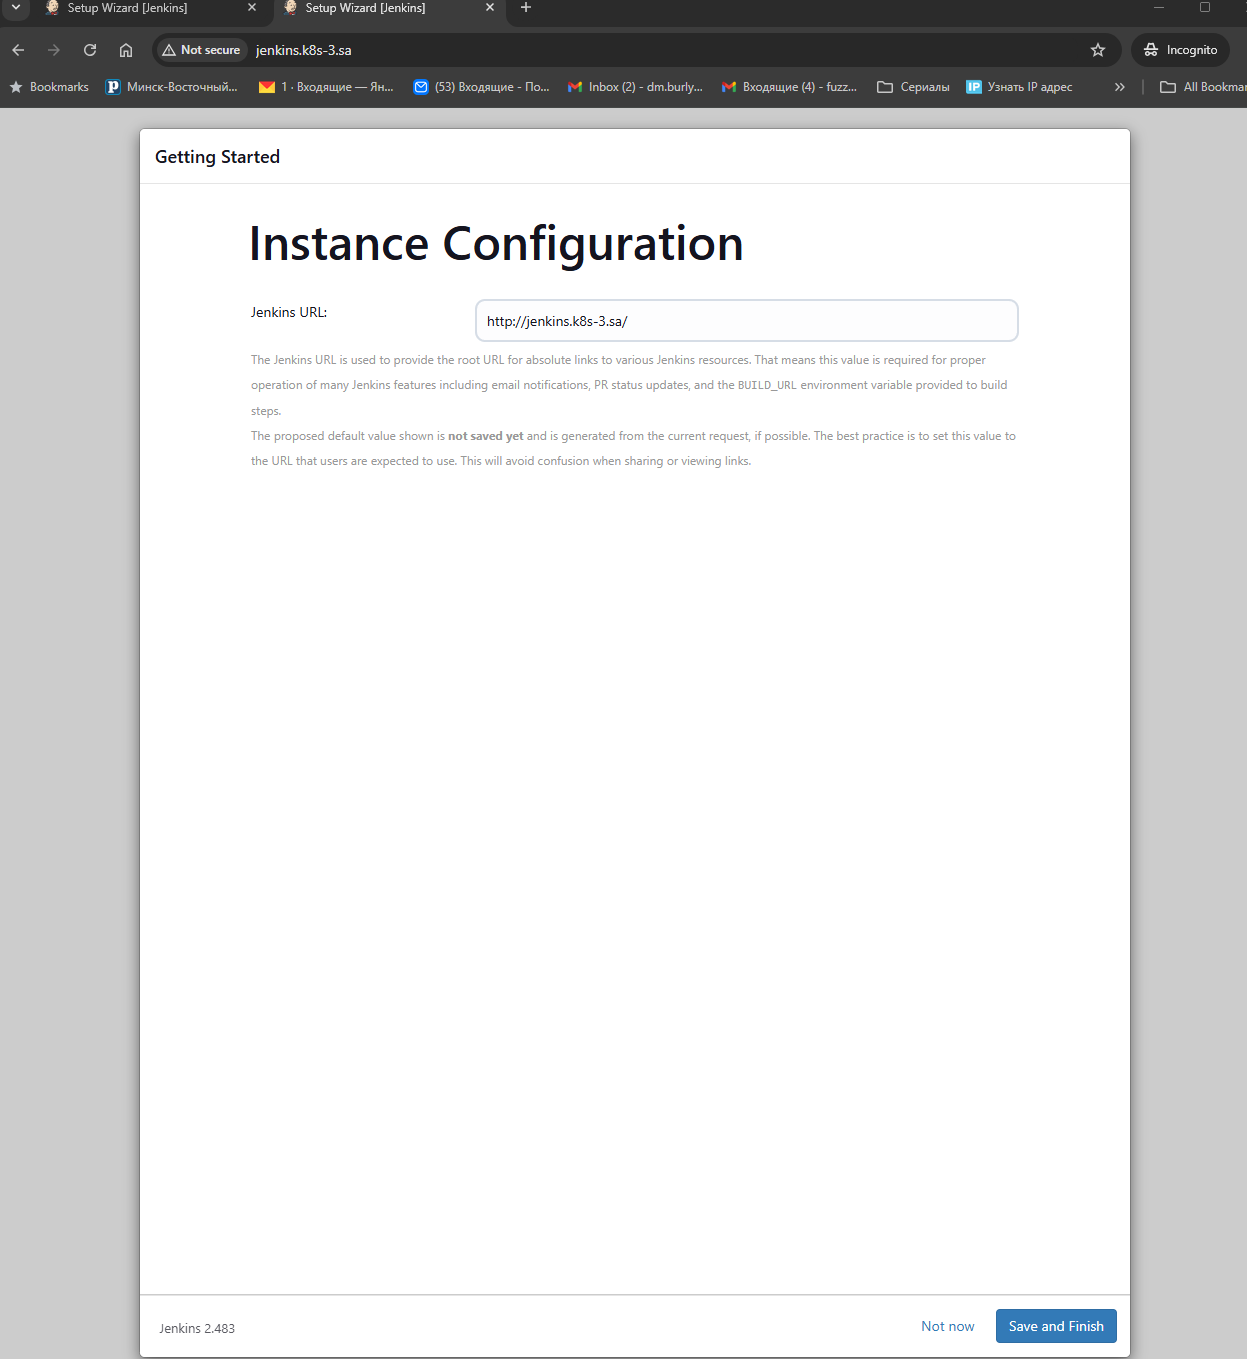 Setup Wizard [Jenkins]
Setup Wizard [Jenkins]
Not secure
jenkins.k8s-3.sa
Incognito
Bookmarks
Минск-Восточный...
1 · Входящие — Ян...
(53) Входящие - По...
Inbox (2) - dm.burly...
Входящие (4) - fuzz...
Сериалы
IP
Узнать IP адрес
»
All Bookmar
Getting Started
Instance Configuration
Jenkins URL:
http://jenkins.k8s-3.sa/
The Jenkins URL is used to provide the root URL for absolute links to various Jenkins resources. That means this value is required for proper
operation of many Jenkins features including email notifications, PR status updates, and the BUILD_URL environment variable provided to build
steps.
The proposed default value shown is not saved yet and is generated from the current request, if possible. The best practice is to set this value to
the URL that users are expected to use. This will avoid confusion when sharing or viewing links.
Jenkins 2.483
Not now
Save and Finish